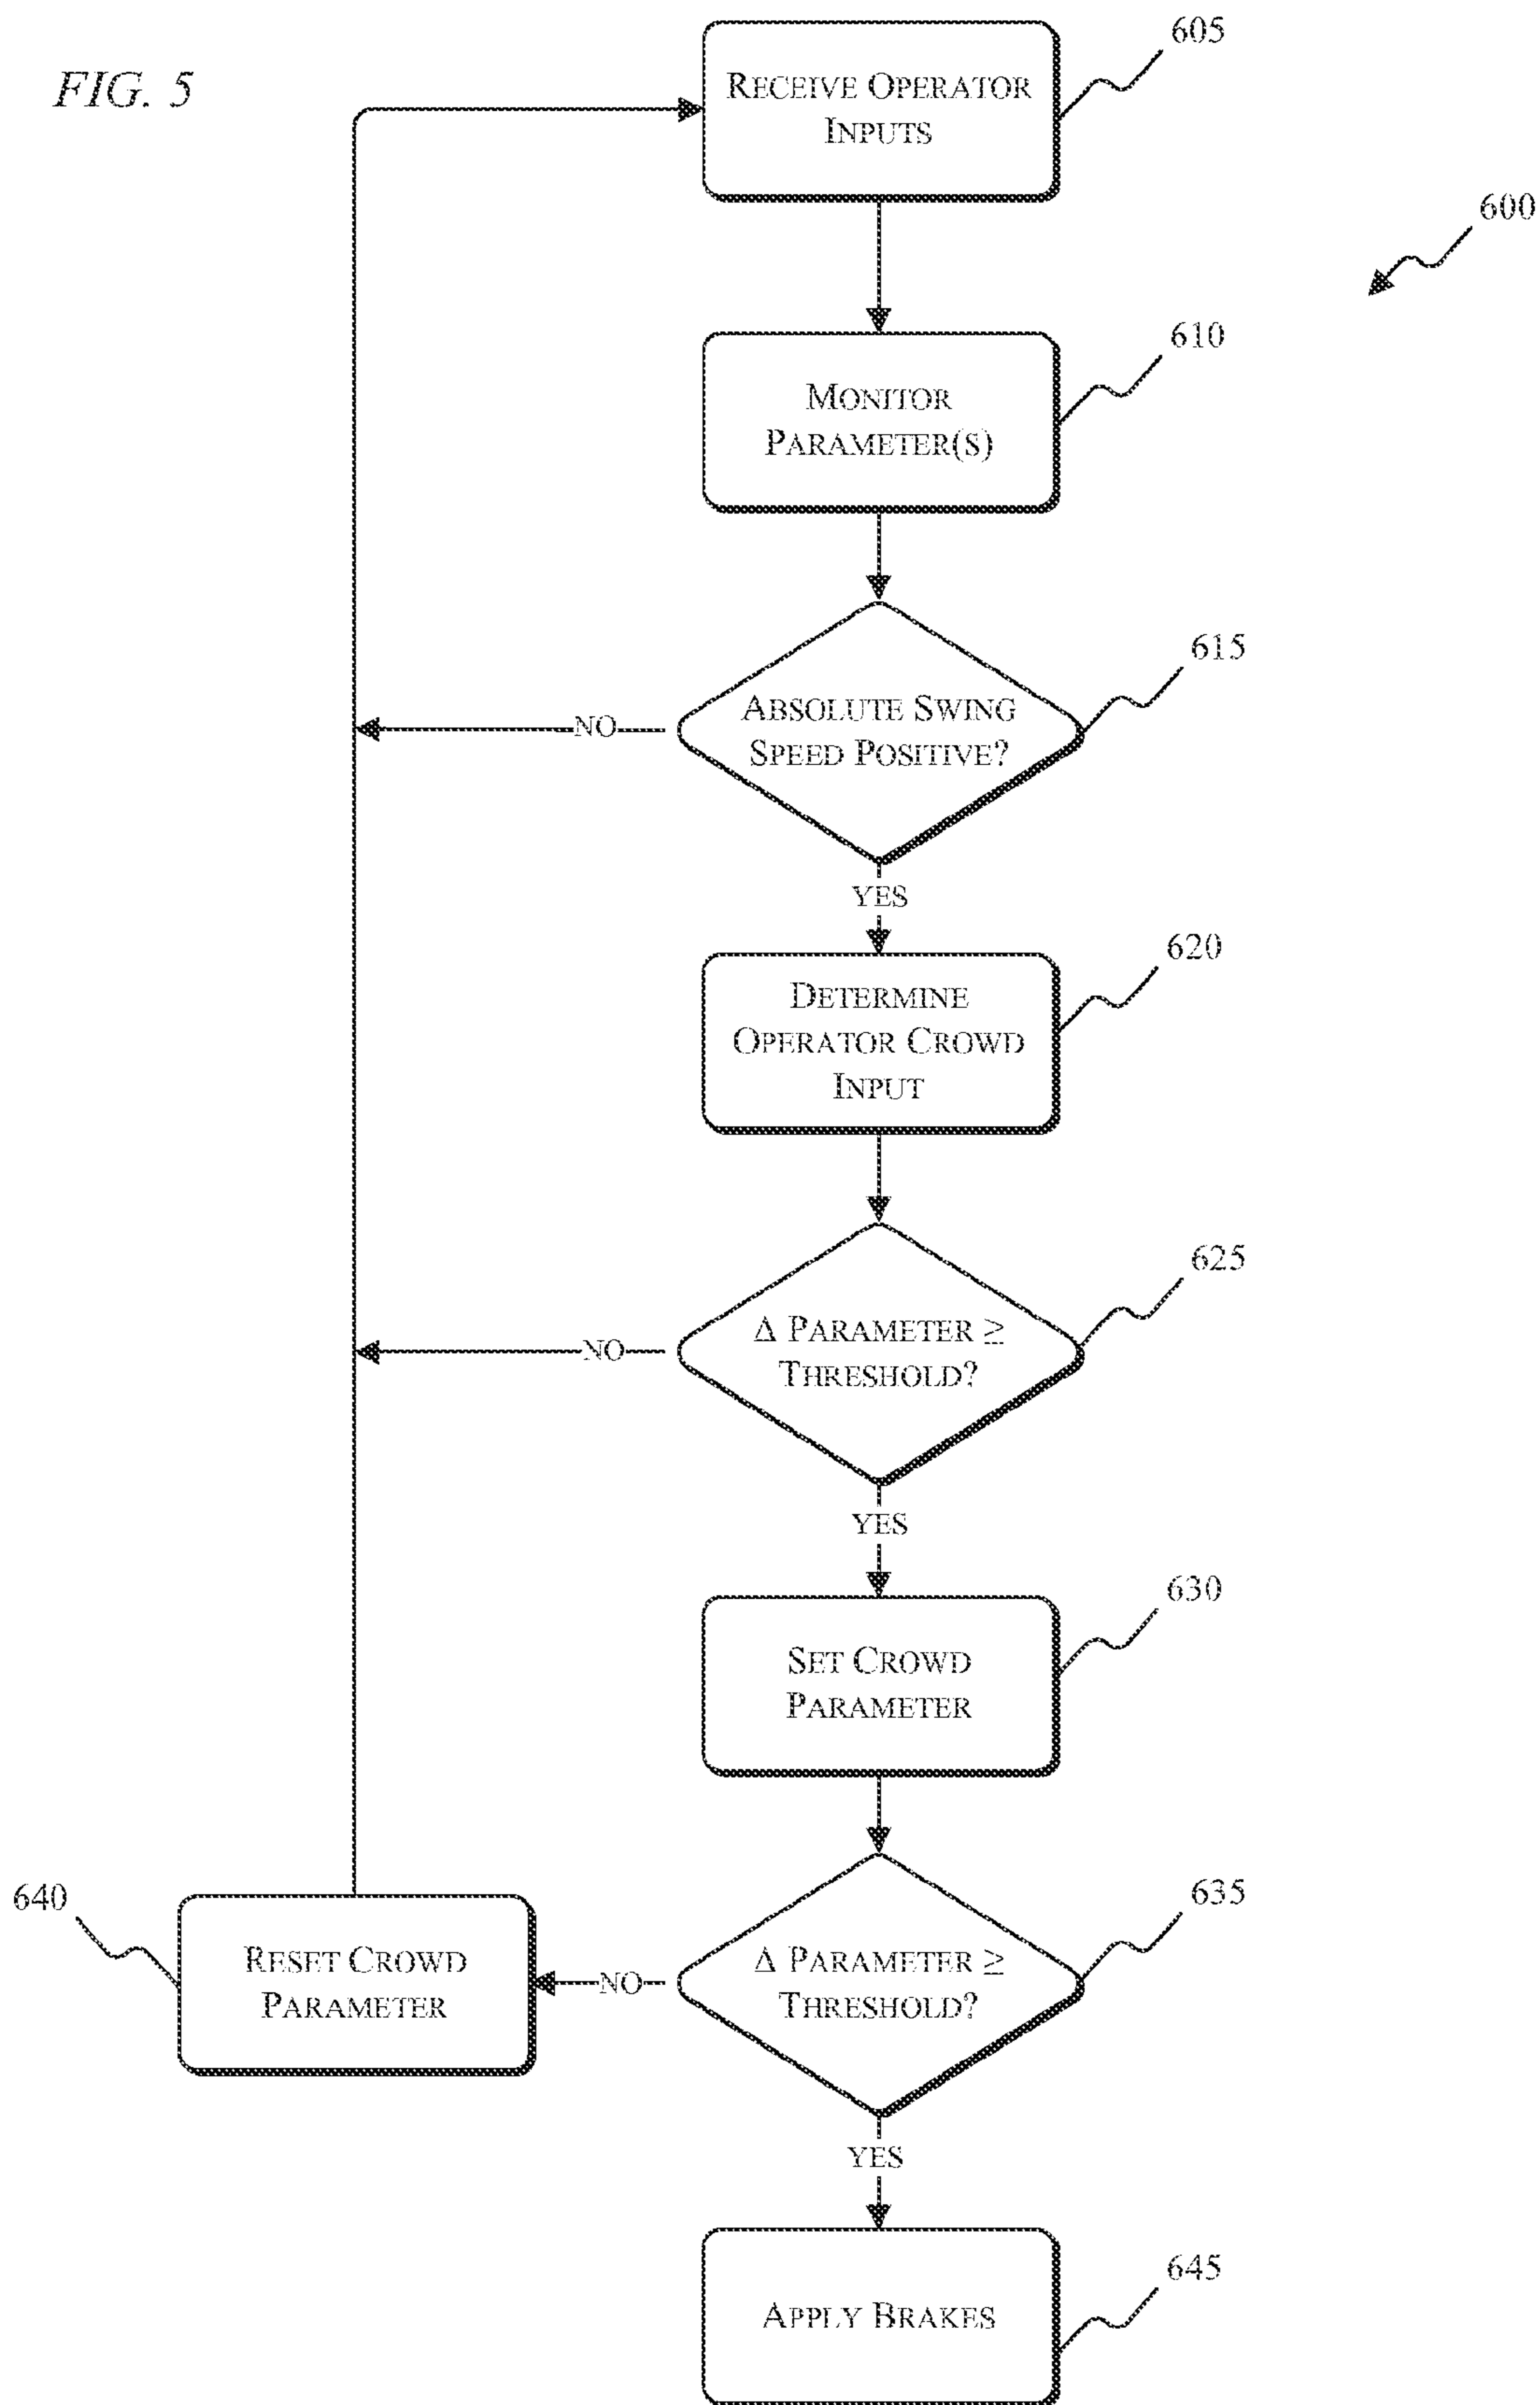 FIG. 5
605
RECEIVE OPERATOR
INPUTS
600
610
MONITOR
PARAMETER(S)
615
ABSOLUTE SWING
SPEED POSITIVE?
NO
YES
620
DETERMINE
OPERATOR CROWD
INPUT
625
Δ PARAMETER ≥
THRESHOLD?
NO
YES
630
SET CROWD
PARAMETER
635
640
RESET CROWD
PARAMETER
NO
Δ PARAMETER ≥
THRESHOLD?
YES
645
APPLY BRAKES